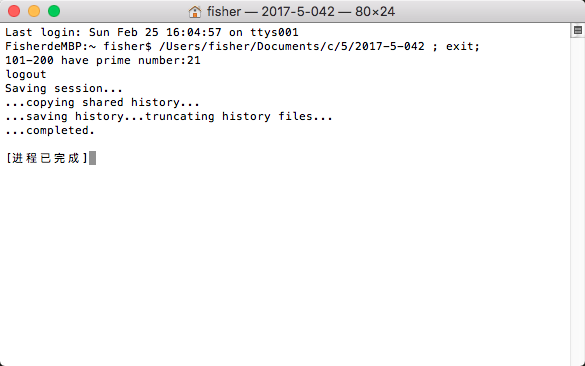 fisher — 2017-5-042 — 80×24
Last login: Sun Feb 25 16:04:57 on ttys001
FisherdeMBP:~ fisher$ /Users/fisher/Documents/c/5/2017-5-042 ; exit;
101-200 have prime number:21
logout
Saving session...
...copying shared history...
...saving history...truncating history files...
...completed.
[进程已完成]